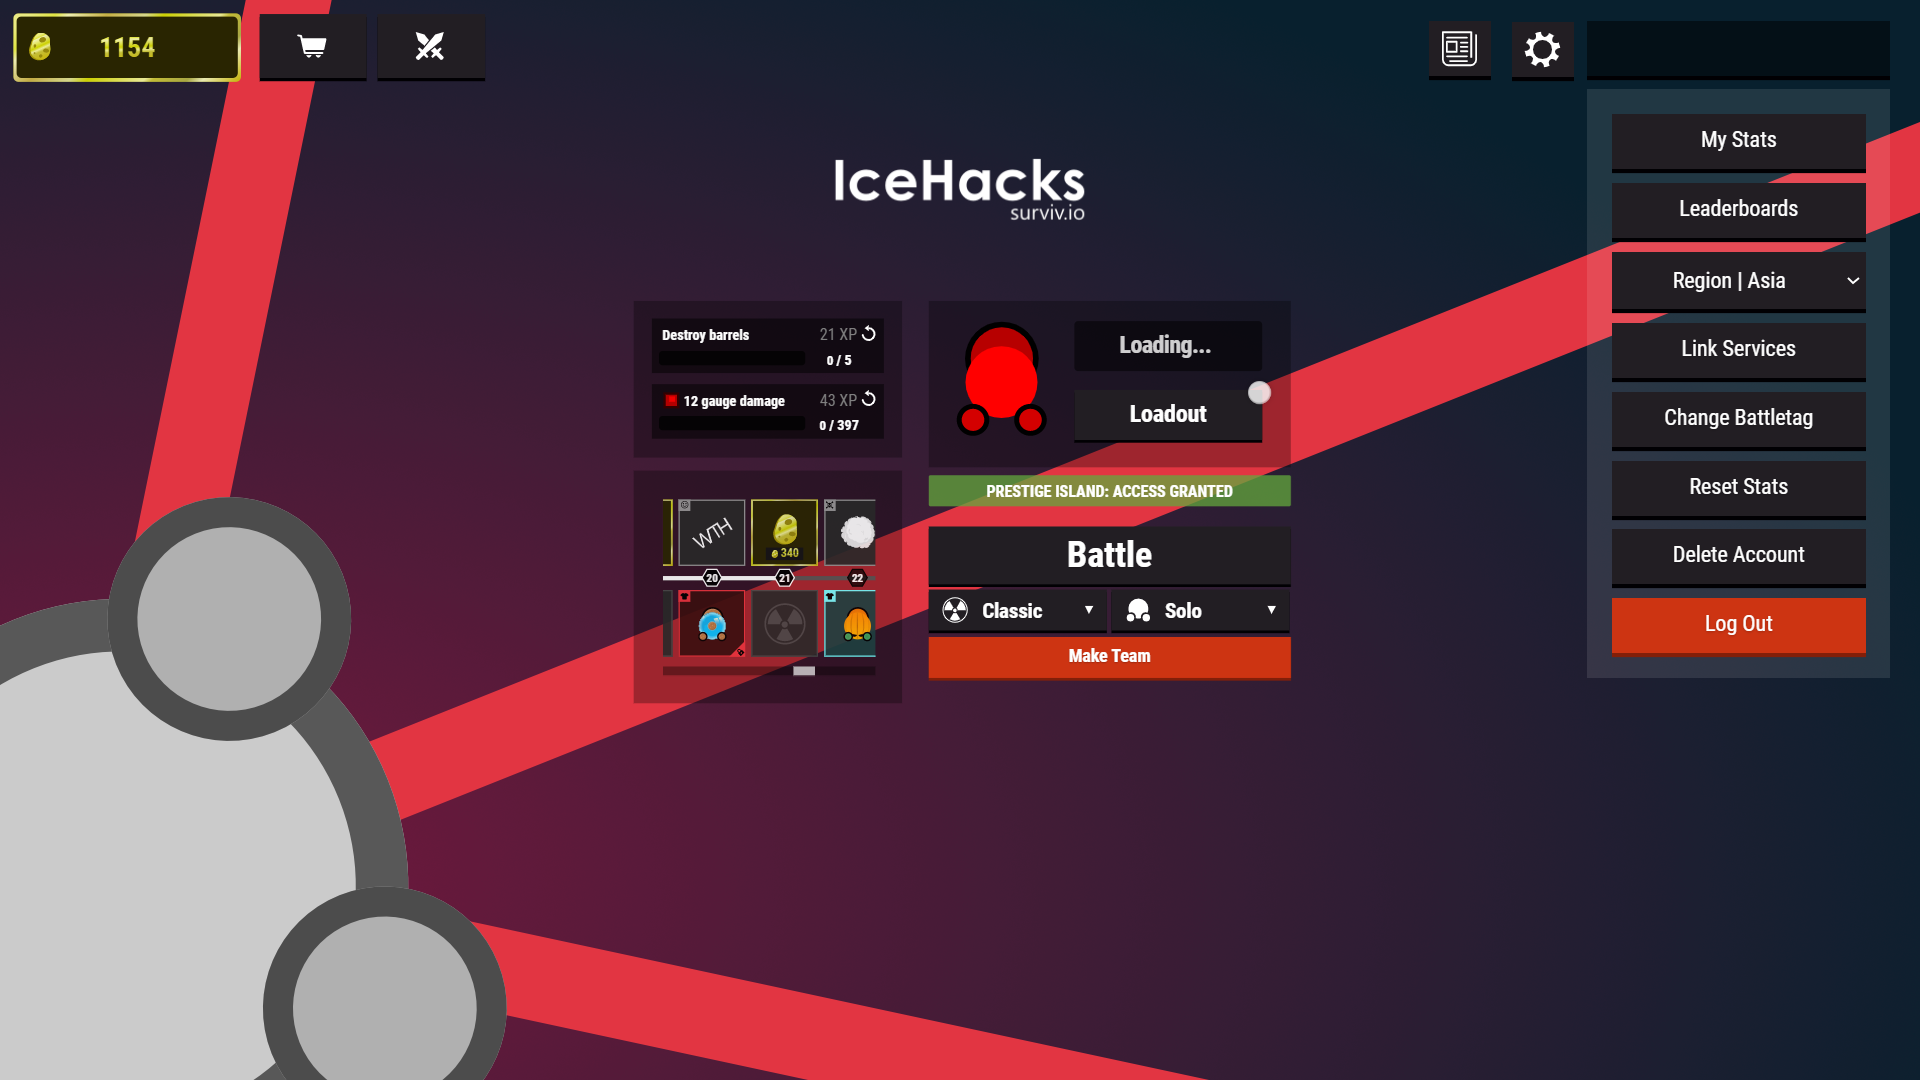 1154
IceHacks
surviv.io
Destroy barrels
21 XP
0 / 5
12 gauge damage
43 XP
0 / 397
WTH
340
20
21
22
Loading...
Loadout
PRESTIGE ISLAND: ACCESS GRANTED
Battle
Classic
Solo
Make Team
My Stats
Leaderboards
Region | Asia
Link Services
Change Battletag
Reset Stats
Delete Account
Log Out